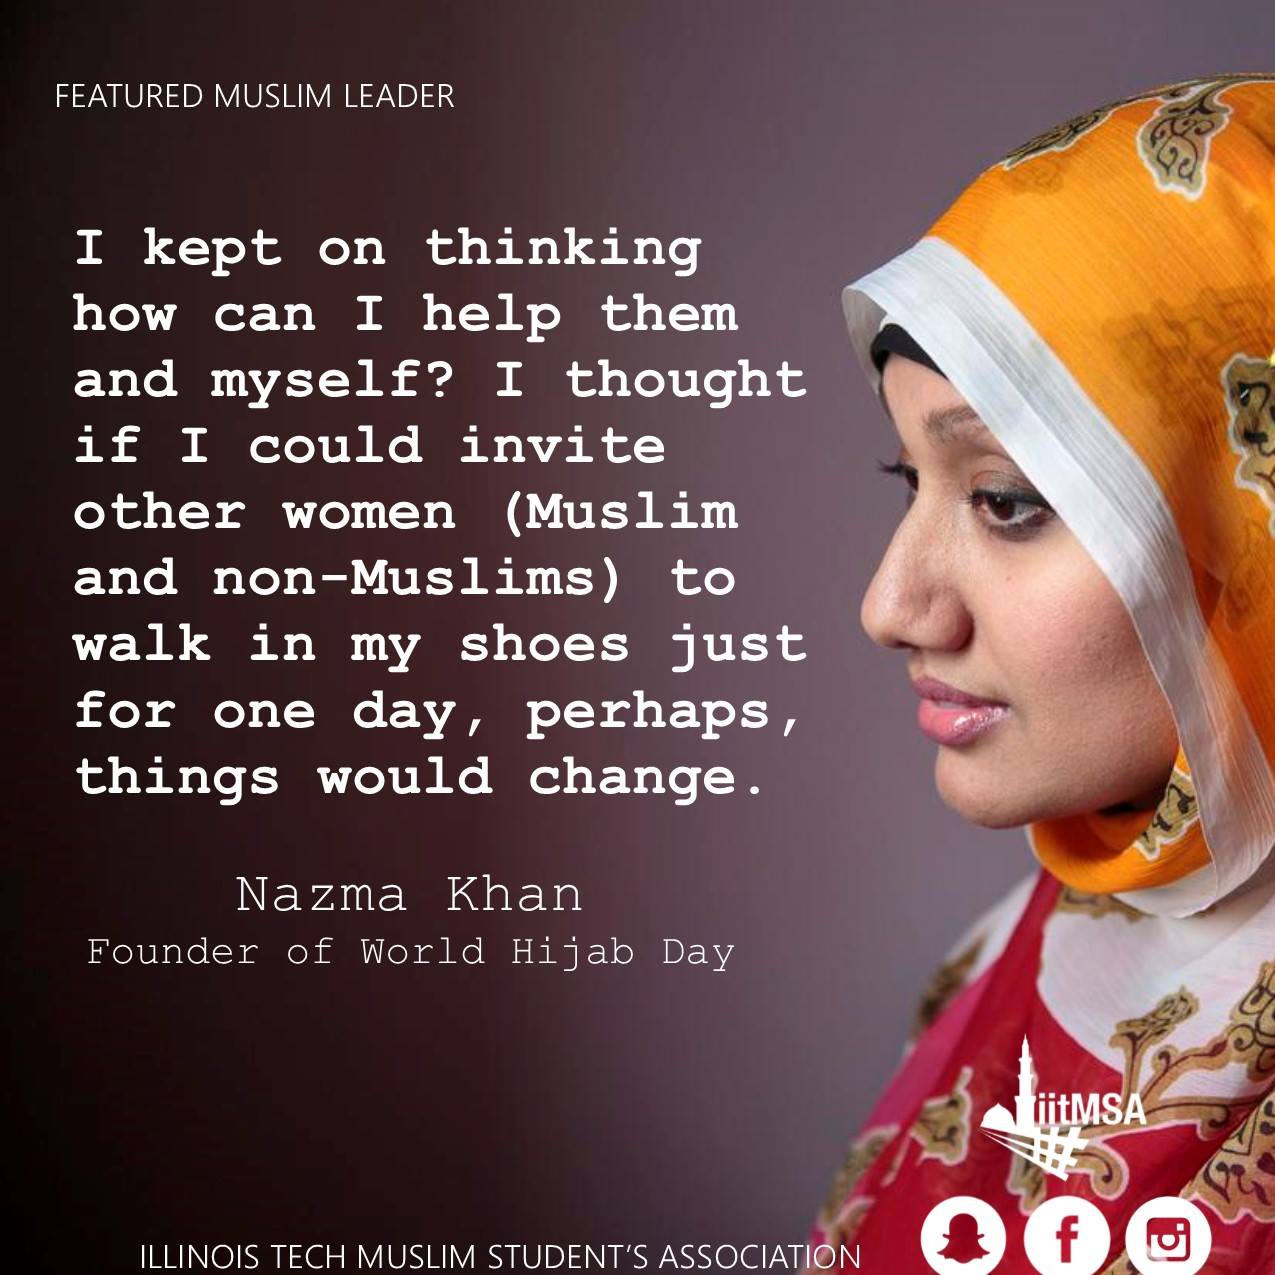 FEATURED MUSLIM LEADER
I kept on thinking
how can I help them
and myself? I thought
if I could invite
other women (Muslim
and non-Muslims) to
walk in my shoes just
for one day, perhaps,
things would change.
Nazma Khan
Founder of World Hijab Day
iitMSA
ILLINOIS TECH MUSLIM STUDENT’S ASSOCIATION